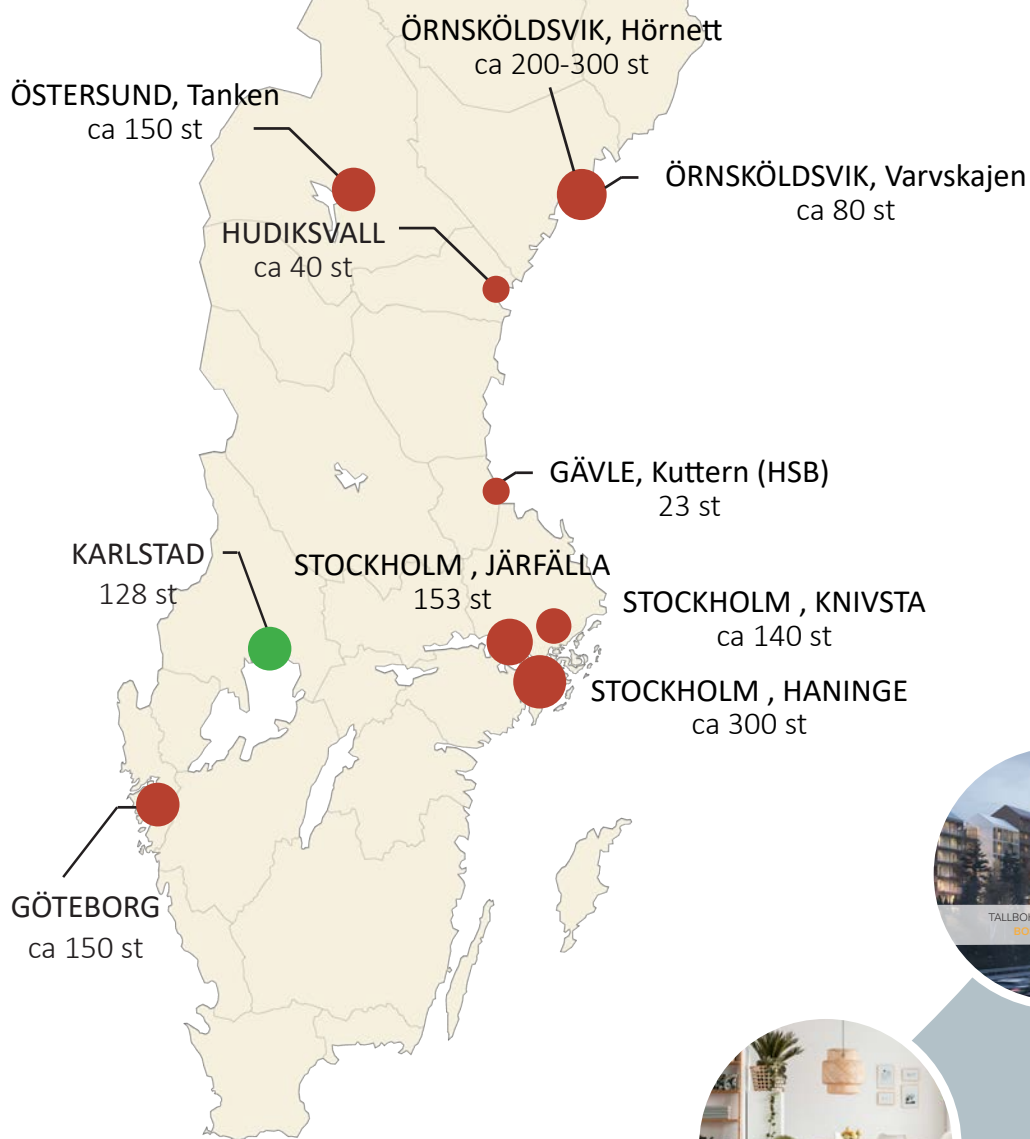 ÖRNSKÖLDSVIK, Hörnett
ca 200-300 st
ÖSTERSUND, Tanken
ca 150 st
ÖRNSKÖLDSVIK, Varvskajen
ca 80 st
HUDIKSVALL
ca 40 st
GÄVLE, Kuttern (HSB)
23 st
KARLSTAD
128 st
STOCKHOLM , JÄRFÄLLA
153 st
STOCKHOLM , KNIVSTA
ca 140 st
STOCKHOLM , HANINGE
ca 300 st
GÖTEBORG
ca 150 st